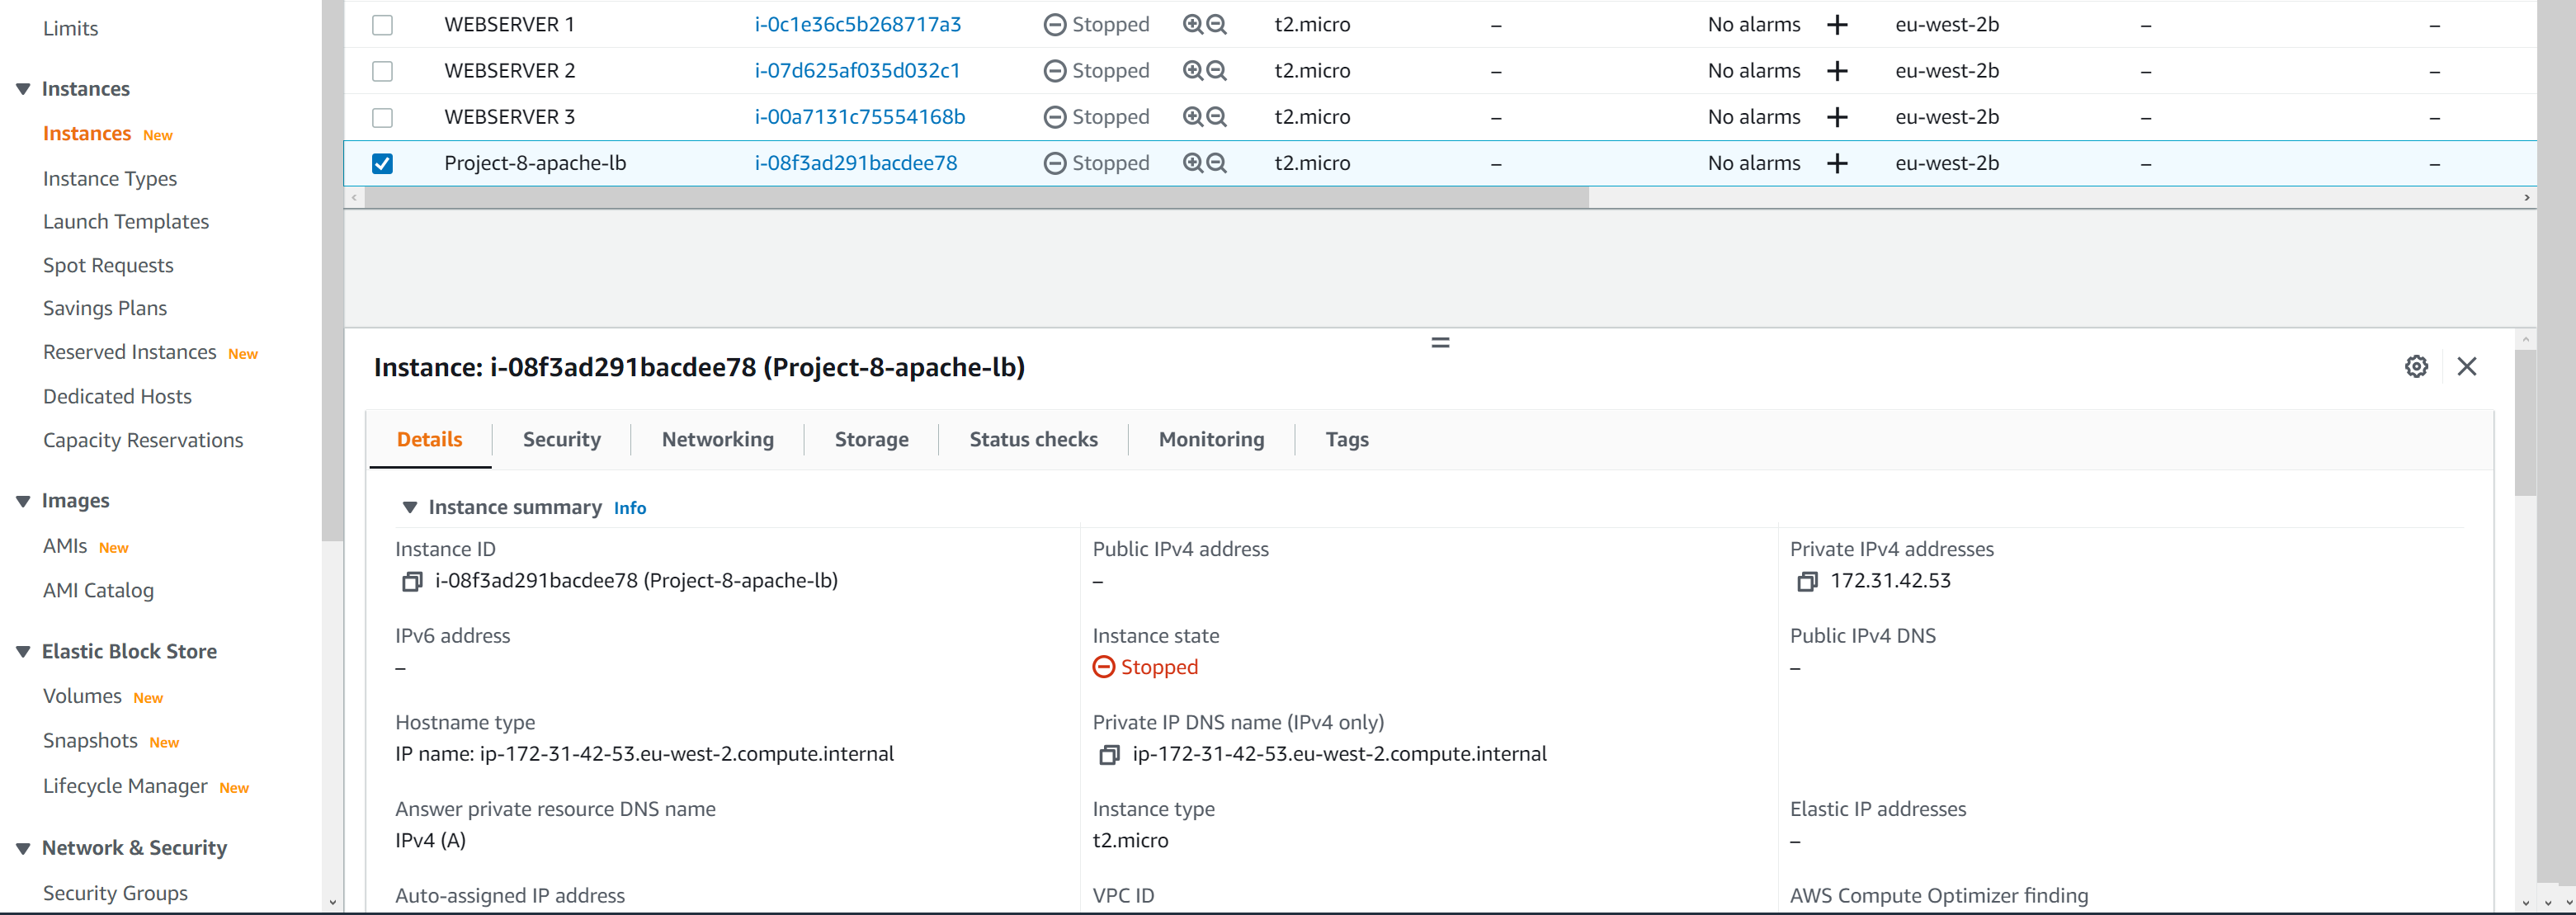 Limits
Instances
Instances New
Instance Types
Launch Templates
Spot Requests
Savings Plans
Reserved Instances New
Dedicated Hosts
Capacity Reservations
Images
AMIs New
AMI Catalog
Elastic Block Store
Volumes New
Snapshots New
Lifecycle Manager New
Network & Security
Security Groups
WEBSERVER 1 i-0c1e36c5b268717a3 Stopped t2.micro – No alarms + eu-west-2b – –
WEBSERVER 2 i-07d625af035d032c1 Stopped t2.micro – No alarms + eu-west-2b – –
WEBSERVER 3 i-00a7131c75554168b Stopped t2.micro – No alarms + eu-west-2b – –
Project-8-apache-lb i-08f3ad291bacdee78 Stopped t2.micro – No alarms + eu-west-2b – –
Instance: i-08f3ad291bacdee78 (Project-8-apache-lb)
Details Security Networking Storage Status checks Monitoring Tags
Instance summary Info
Instance ID
i-08f3ad291bacdee78 (Project-8-apache-lb)
Public IPv4 address
–
Private IPv4 addresses
172.31.42.53
IPv6 address
–
Instance state
Stopped
Public IPv4 DNS
–
Hostname type
IP name: ip-172-31-42-53.eu-west-2.compute.internal
Private IP DNS name (IPv4 only)
ip-172-31-42-53.eu-west-2.compute.internal
Answer private resource DNS name
IPv4 (A)
Instance type
t2.micro
Elastic IP addresses
–
Auto-assigned IP address
VPC ID
AWS Compute Optimizer finding